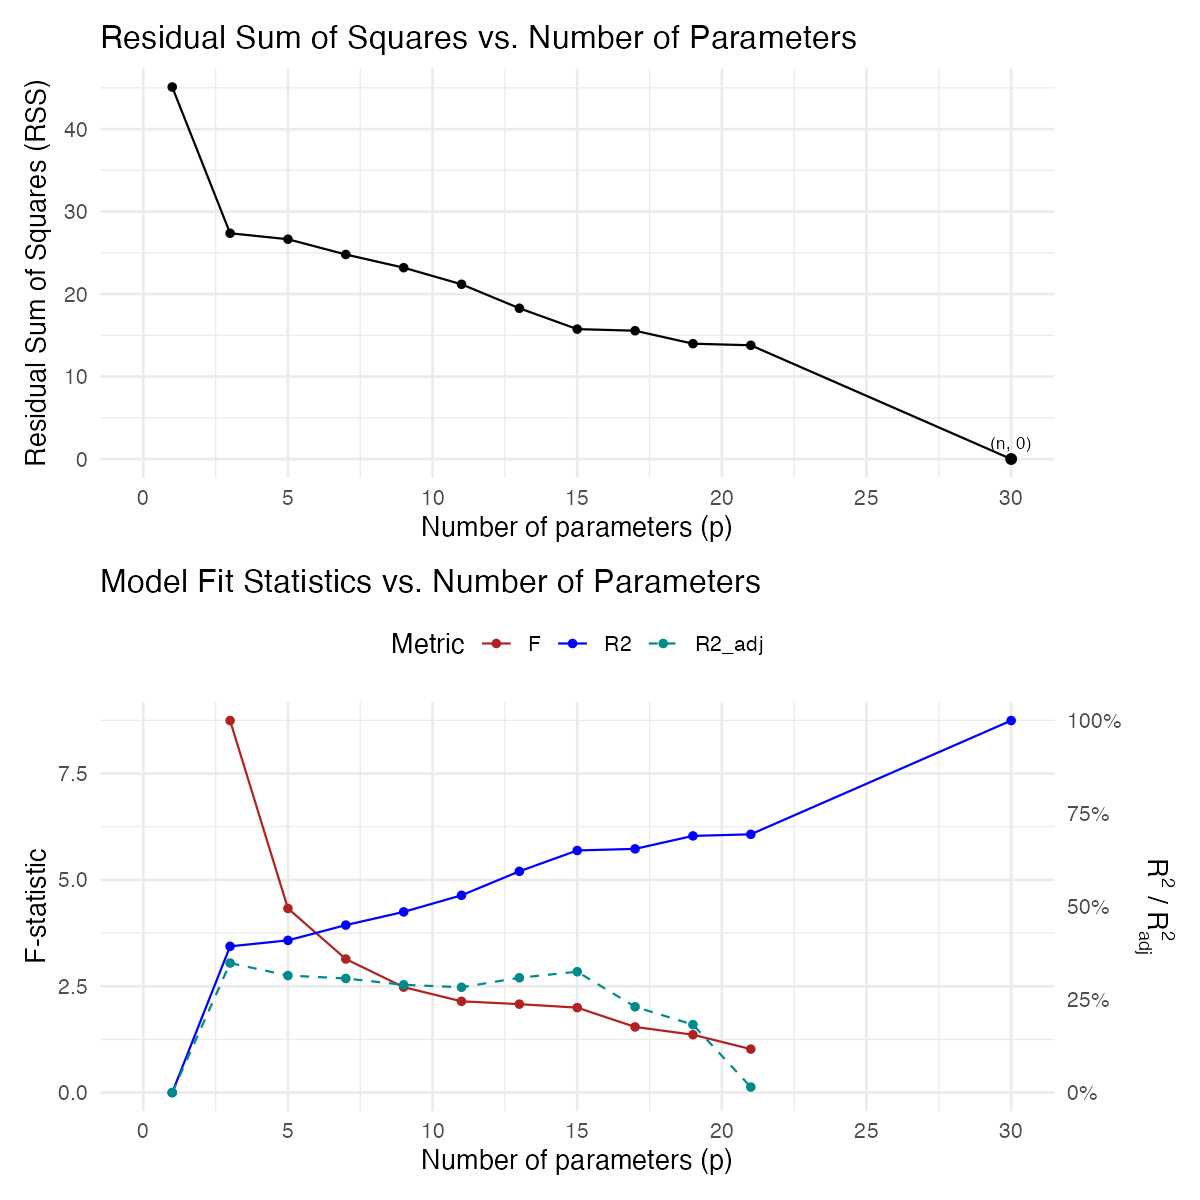 Residual Sum of Squares vs. Number of Parameters
Residual Sum of Squares (RSS)
40
30
20
10
0
(n, 0)
0 5 10 15 20 25 30
Number of parameters (p)
Model Fit Statistics vs. Number of Parameters
Metric F R2 R2_adj
F-statistic
7.5
5.0
2.5
0.0
100%
75%
50%
25%
0%
R² / R²adj
0 5 10 15 20 25 30
Number of parameters (p)